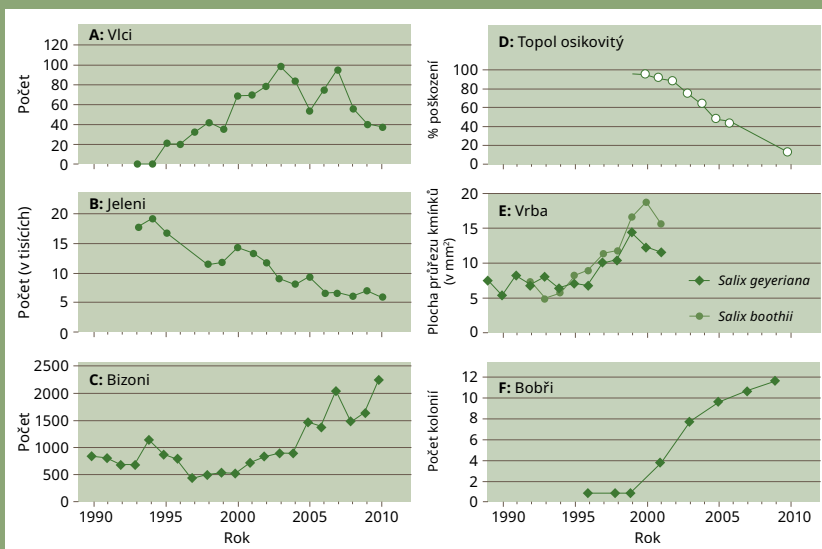 A: Vlci
Počet
120
100
80
60
40
20
0
B: Jeleni
Počet (v tisících)
20
15
10
5
0
C: Bizoni
Počet
2500
2000
1500
1000
500
0
1990 1995 2000 2005 2010
Rok
D: Topol osikovitý
% poškození
100
80
60
40
20
0
E: Vrba
Plocha průřezu kmínků
(v mm²)
20
15
10
5
0
Salix geyeriana
Salix boothii
F: Bobři
Počet kolonií
12
10
8
6
4
2
0
1990 1995 2000 2005 2010
Rok